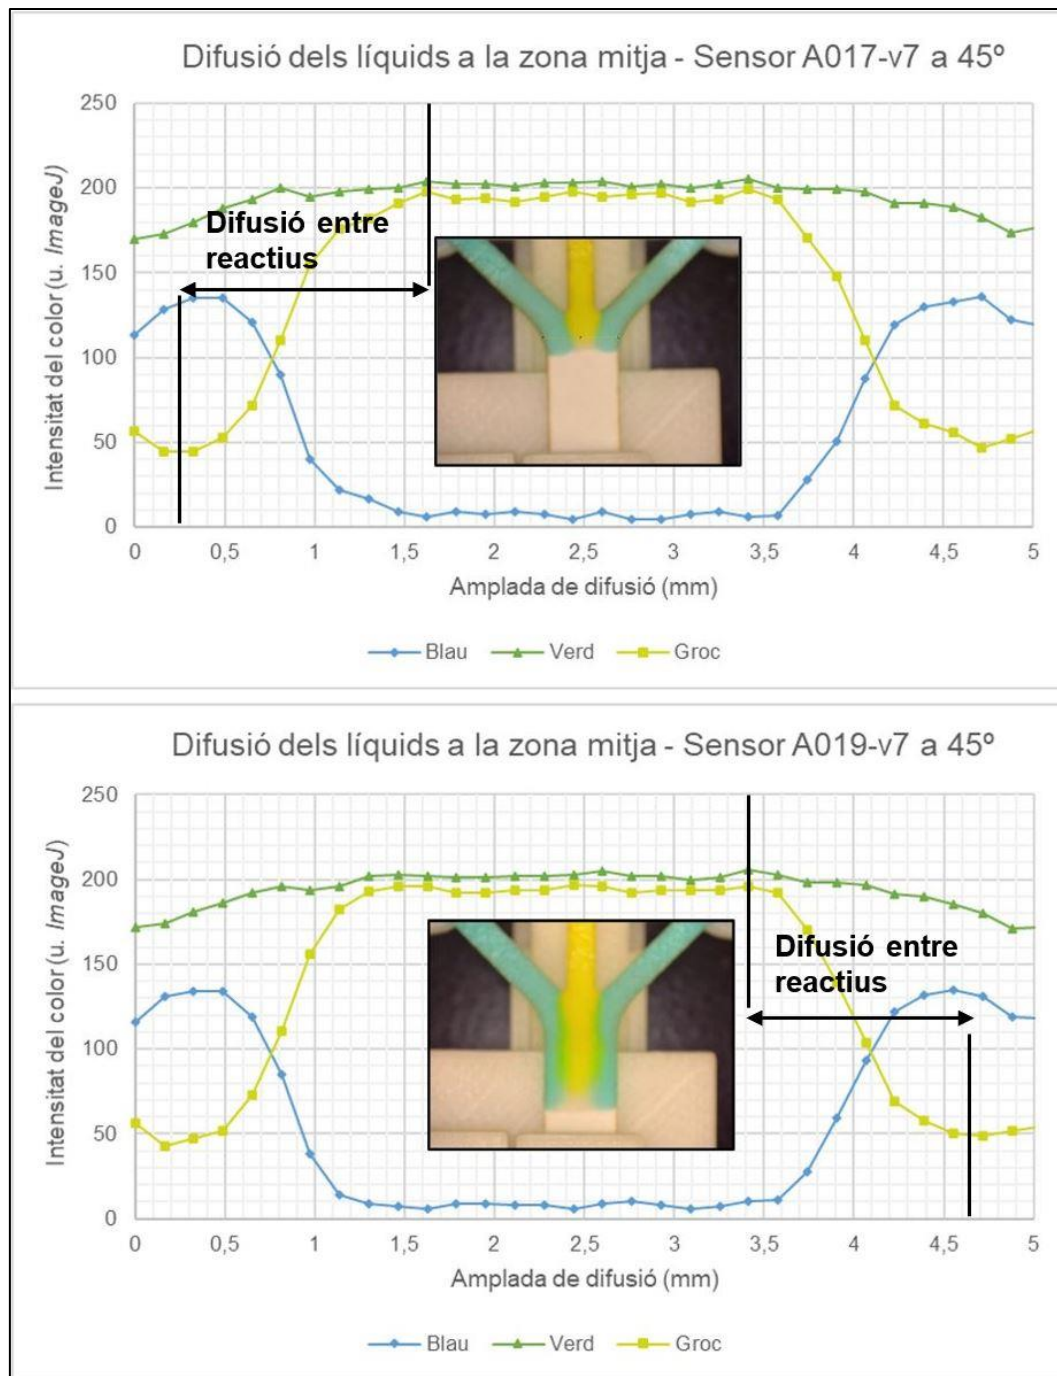 Difusió dels líquids a la zona mitja - Sensor A017-v7 a 45º
250
200
150
100
50
0
Intensitat del color (u. ImageJ)
Difusió entre
reactius
0 0,5 1 1,5 2 2,5 3 3,5 4 4,5 5
Amplada de difusió (mm)
Blau Verd Groc
Difusió dels líquids a la zona mitja - Sensor A019-v7 a 45º
250
200
150
100
50
0
Intensitat del color (u. ImageJ)
Difusió entre
reactius
0 0,5 1 1,5 2 2,5 3 3,5 4 4,5 5
Amplada de difusió (mm)
Blau Verd Groc